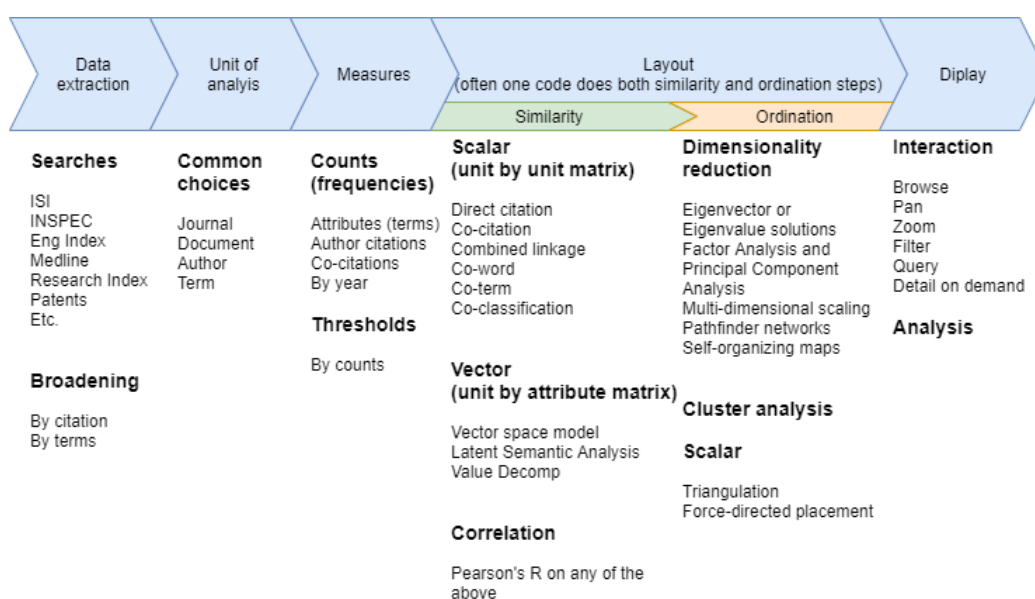 Data
extraction
Unit of
analyis
Measures
Layout
(often one code does both similarity and ordination steps)
Similarity
Ordination
Diplay
Searches
ISI
INSPEC
Eng Index
Medline
Research Index
Patents
Etc.
Broadening
By citation
By terms
Common
choices
Journal
Document
Author
Term
Counts
(frequencies)
Attributes (terms)
Author citations
Co-citations
By year
Thresholds
By counts
Scalar
(unit by unit matrix)
Direct citation
Co-citation
Combined linkage
Co-word
Co-term
Co-classification
Vector
(unit by attribute matrix)
Vector space model
Latent Semantic Analysis
Value Decomp
Correlation
Pearson's R on any of the
above
Dimensionality
reduction
Eigenvector or
Eigenvalue solutions
Factor Analysis and
Principal Component
Analysis
Multi-dimensional scaling
Pathfinder networks
Self-organizing maps
Cluster analysis
Scalar
Triangulation
Force-directed placement
Interaction
Browse
Pan
Zoom
Filter
Query
Detail on demand
Analysis